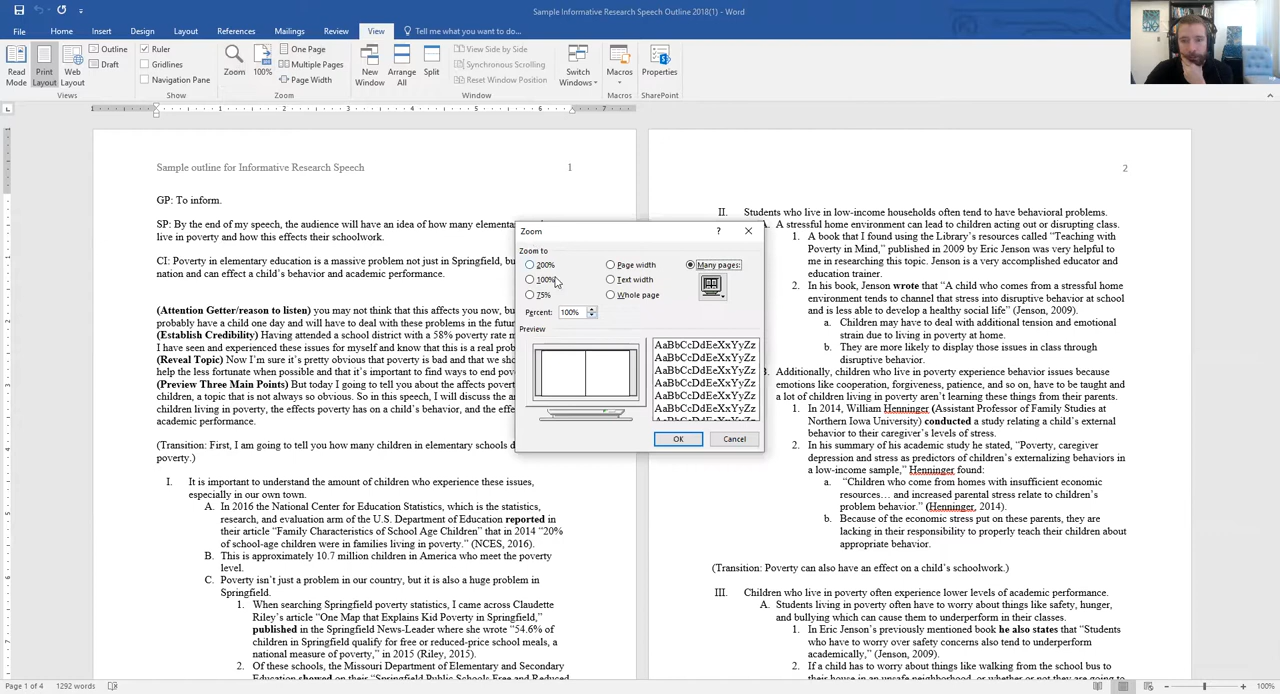 Sample Informative Research Speech Outline 2018(1) - Word
File Home Insert Design Layout References Mailings Review View Tell me what you want to do...
Read Mode
Print Layout
Web Layout
Outline
Draft
Views
Ruler
Gridlines
Navigation Pane
Show
Zoom
100%
One Page
Multiple Pages
Page Width
Zoom
New Window
Arrange All
Split
View Side by Side
Synchronous Scrolling
Reset Window Position
Window
Switch Windows
Macros
Macros
Properties
SharePoint
1 1 2 3 4 5 6 7
Sample outline for Informative Research Speech 1
GP: To inform.
SP: By the end of my speech, the audience will have an idea of how many
live in poverty and how this effects their schoolwork.
CI: Poverty in elementary education is a massive problem not just in Springfield,
nation and can effect a child's behavior and academic performance.
(Attention Getter/reason to listen) you may not think that this affects you,
probably have a child one day and will have to deal with these problems in the
(Establish Credibility) Having attended a school district with a 58% poverty
I have seen and experienced these issues and know that this is a real
(Reveal Topic) Now I'm sure it's pretty obvious that poverty is bad and that we
help the less fortunate when possible and that it's important to find ways to end
(Preview Three Main Points) But today I going to tell you about the affects
children, a topic that is not always so obvious. So in this speech, I will discuss the
children living in poverty, the effects poverty has on a child's behavior, and the
academic performance.
(Transition: First, I am going to tell you how many children in elementary schools
poverty.)
I. It is important to understand the amount of children who experience these issues,
especially in our own town.
A. In 2016 the National Center for Education Statistics, which is the statistics,
research, and evaluation arm of the U.S. Department of Education reported in
their article "Family Characteristics of School Age Children" that in 2014 "20%
of school-age children were in families living in poverty." (NCES, 2016).
B. This is approximately 10.7 million children in America who meet the poverty
level.
C. Poverty isn't just a problem in our country, but it is also a huge problem in
Springfield.
1. When searching Springfield poverty statistics, I came across Claudette
Riley's article "One Map that Explains Kid Poverty in Springfield,"
published in the Springfield News-Leader where she wrote "54.6% of
children in Springfield qualify for free or reduced-price school meals, a
national measure of poverty," in 2015 (Riley, 2015).
2. Of these schools, the Missouri Department of Elementary and Secondary
Education showed on their "Springfield Public Schools Free and Reduced
Zoom ?
Zoom to
200% Page width Many pages:
100% Text width
75% Whole page
Percent: 100%
Preview
AaBbCcDdEeXxYyZz
AaBbCcDdEeXxYyZz
AaBbCcDdEeXxYyZz
AaBbCcDdEeXxYyZz
AaBbCcDdEeXxYyZz
AaBbCcDdEeXxYyZz
OK Cancel
2
II. Students who live in low-income households often tend to have behavioral problems.
A. A stressful home environment can lead to children acting out or disrupting class.
1. A book that I found using the Library's resources called "Teaching with
Poverty in Mind," published in 2009 by Eric Jenson was very helpful to
me in researching this topic. Jenson is a very accomplished educator and
education trainer.
2. In his book, Jenson wrote that "A child who comes from a stressful home
environment tends to channel that stress into disruptive behavior at school
and is less able to develop a healthy social life" (Jenson, 2009).
a. Children may have to deal with additional tension and emotional
strain due to living in poverty at home.
b. They are more likely to display those issues in class through
disruptive behavior.
Additionally, children who live in poverty experience behavior issues because
emotions like cooperation, forgiveness, patience, and so on, have to be taught and
a lot of children living in poverty aren't learning these things from their parents.
1. In 2014, William Henninger (Assistant Professor of Family Studies at
Northern Iowa University) conducted a study relating a child's external
behavior to their caregiver's levels of stress.
2. In his summary of his academic study he stated, "Poverty, caregiver
depression and stress as predictors of children's externalizing behaviors in
a low-income sample," Henninger found:
a. "Children who come from homes with insufficient economic
resources… and increased parental stress relate to children's
problem behavior." (Henninger, 2014).
b. Because of the economic stress put on these parents, they are
lacking in their responsibility to properly teach their children about
appropriate behavior.
(Transition: Poverty can also have an effect on a child's schoolwork.)
III. Children who live in poverty often experience lower levels of academic performance.
A. Students living in poverty often have to worry about things like safety, hunger,
and bullying which can cause them to underperform in their classes.
1. In Eric Jenson's previously mentioned book he also states that "Students
who have to worry over safety concerns also tend to underperform
academically," (Jenson, 2009).
2. If a child has to worry about things like walking from the school bus to
their house in an unsafe neighborhood, or whether or not they are going to
Page 1 of 4 1292 words 100%